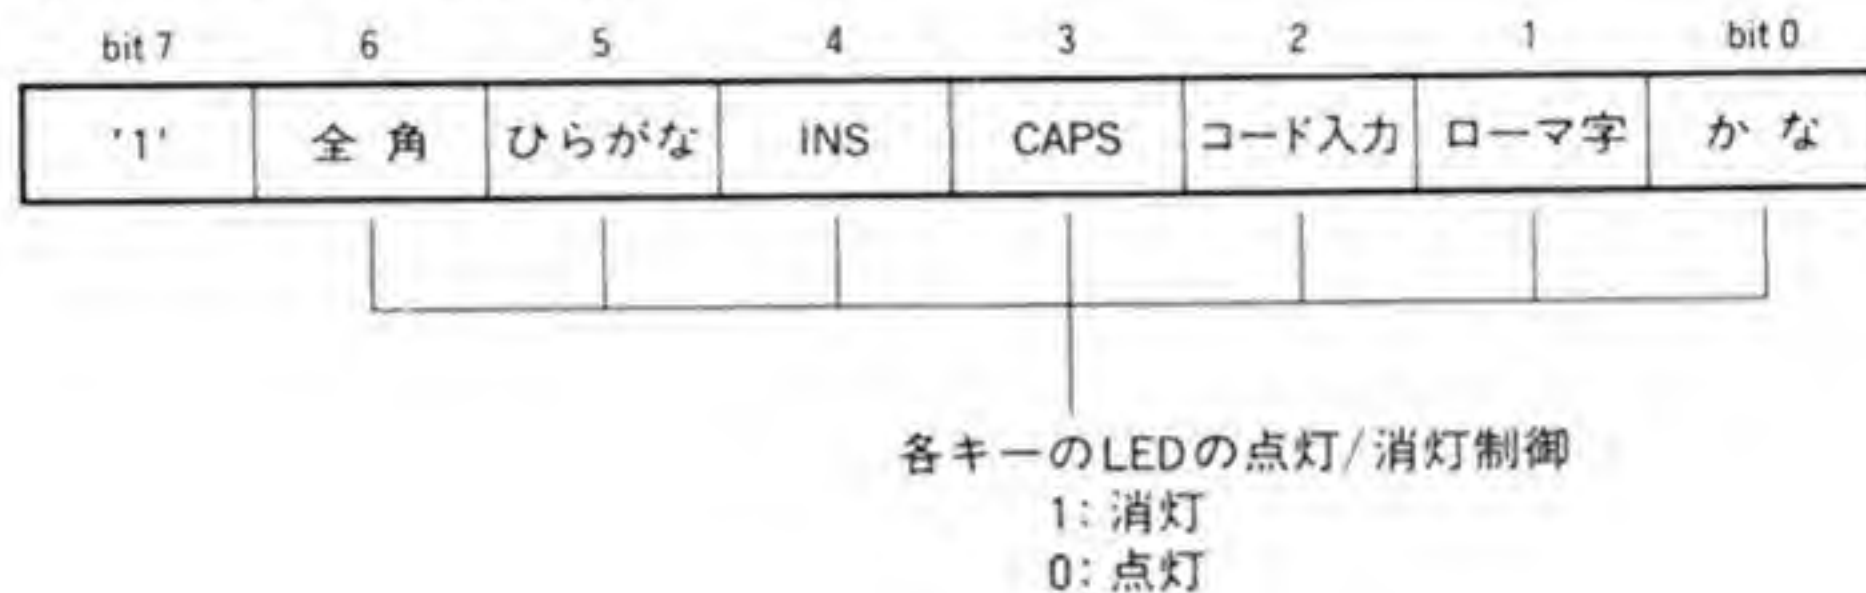 bit 7 6 5 4 3 2 1 bit 0
'1' 全角 ひらがな INS CAPS コード入力 ローマ字 かな
各キーのLEDの点灯/消灯制御
1:消灯
0:点灯